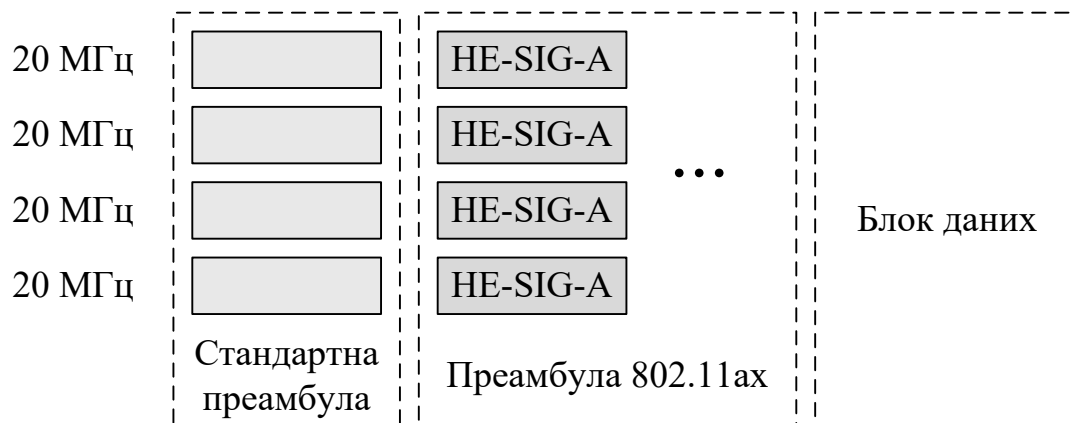 20 МГц HE-SIG-A
20 МГц HE-SIG-A
...
20 МГц HE-SIG-A
Блок даних
20 МГц HE-SIG-A
Стандартна
преамбула
Преамбула 802.11ax